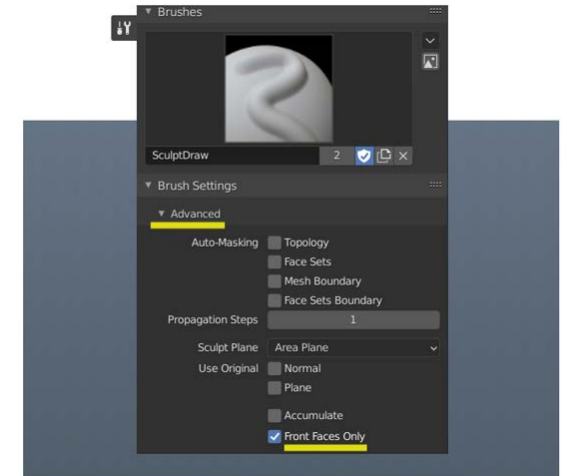 Brushes
SculptDraw 2
Brush Settings
Advanced
Auto-Masking Topology
Face Sets
Mesh Boundary
Face Sets Boundary
Propagation Steps 1
Sculpt Plane Area Plane
Use Original Normal
Plane
Accumulate
Front Faces Only